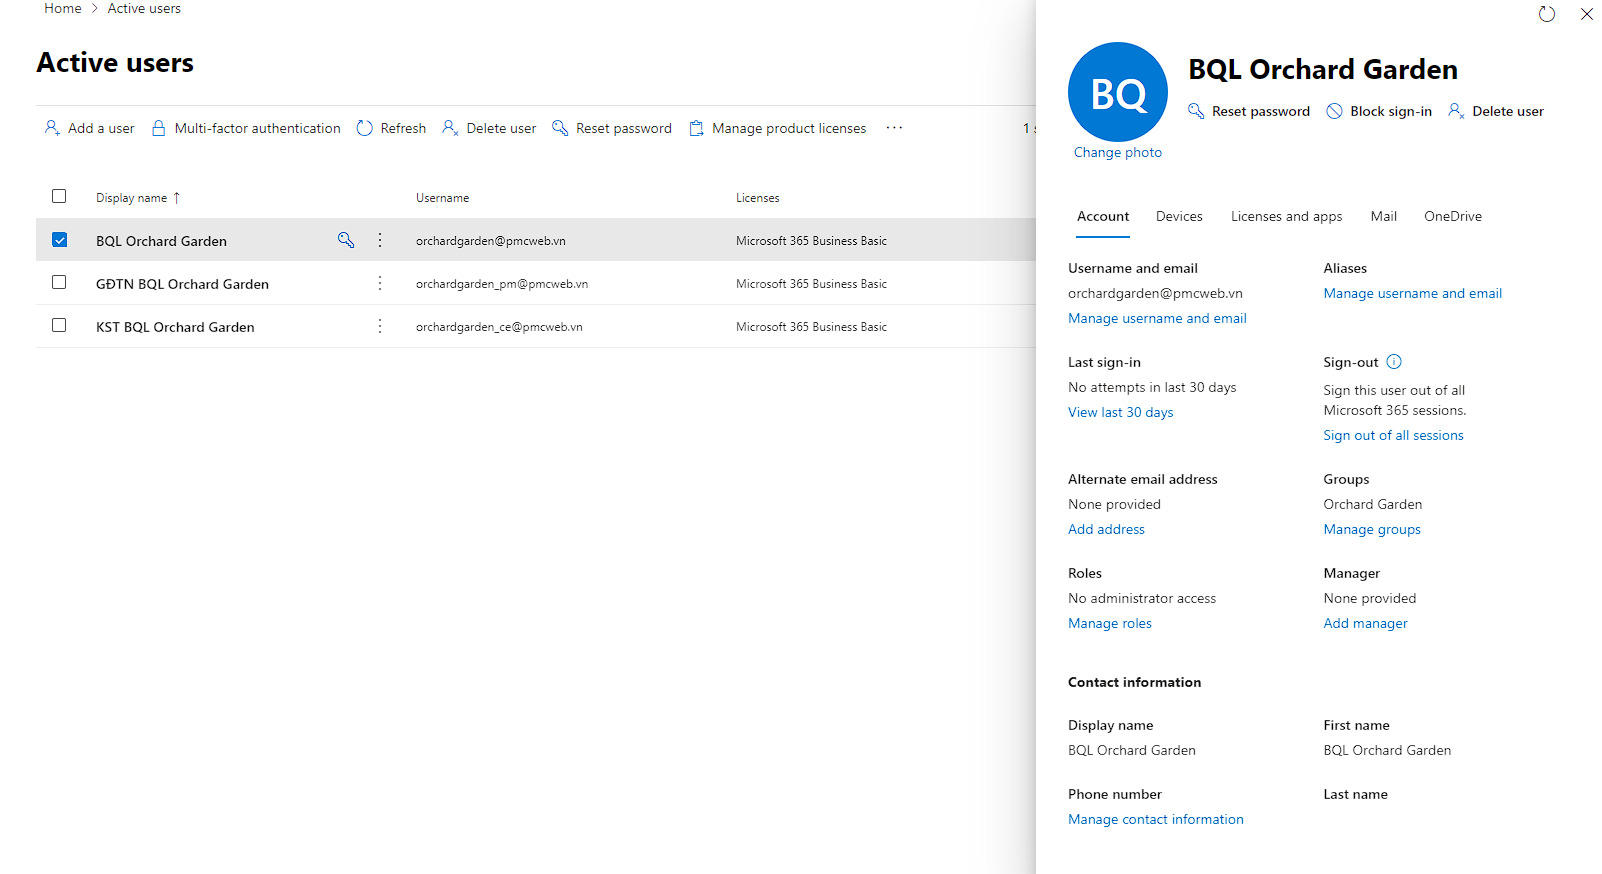 Home > Active users
Active users
Add a user Multi-factor authentication Refresh Delete user Reset password Manage product licenses ··· 1
Display name ↑ Username Licenses
BQL Orchard Garden orchardgarden@pmcweb.vn Microsoft 365 Business Basic
GĐTN BQL Orchard Garden orchardgarden_pm@pmcweb.vn Microsoft 365 Business Basic
KST BQL Orchard Garden orchardgarden_ce@pmcweb.vn Microsoft 365 Business Basic
BQ
Change photo
BQL Orchard Garden
Reset password Block sign-in Delete user
Account Devices Licenses and apps Mail OneDrive
Username and email
orchardgarden@pmcweb.vn
Manage username and email
Aliases
Manage username and email
Last sign-in
No attempts in last 30 days
View last 30 days
Sign-out
Sign this user out of all
Microsoft 365 sessions.
Sign out of all sessions
Alternate email address
None provided
Add address
Groups
Orchard Garden
Manage groups
Roles
No administrator access
Manage roles
Manager
None provided
Add manager
Contact information
Display name
BQL Orchard Garden
First name
BQL Orchard Garden
Phone number
Manage contact information
Last name